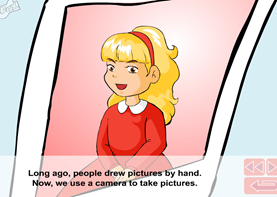 Long ago, people drew pictures by hand.
Now, we use a camera to take pictures.